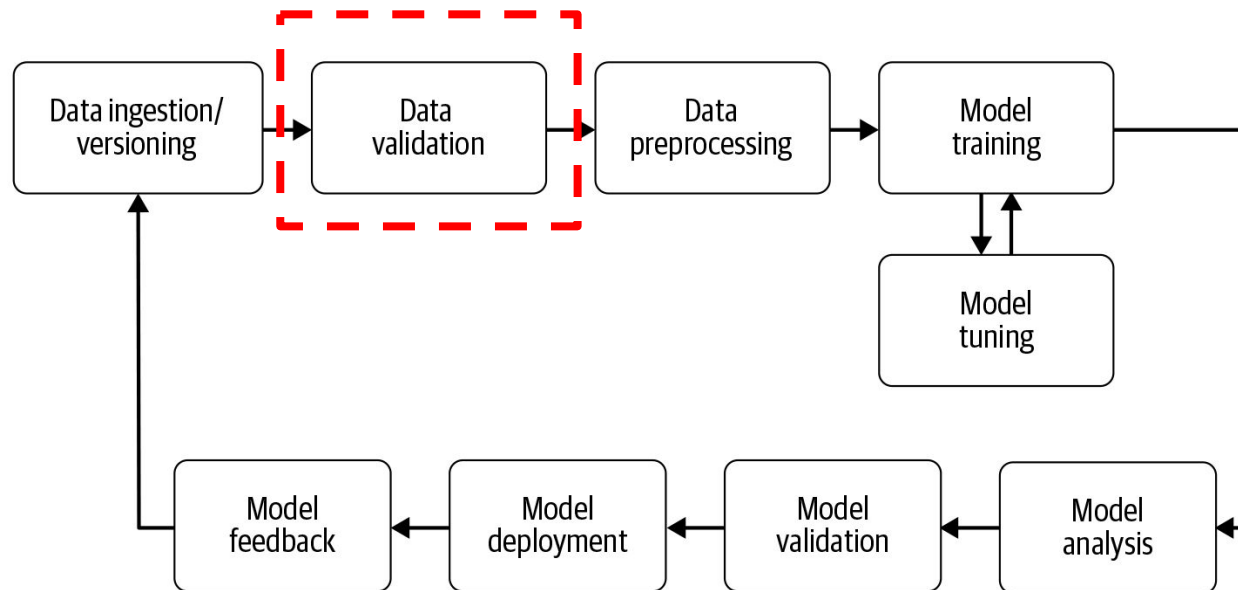 Data ingestion/
versioning
Data
validation
Data
preprocessing
Model
training
Model
tuning
Model
feedback
Model
deployment
Model
validation
Model
analysis